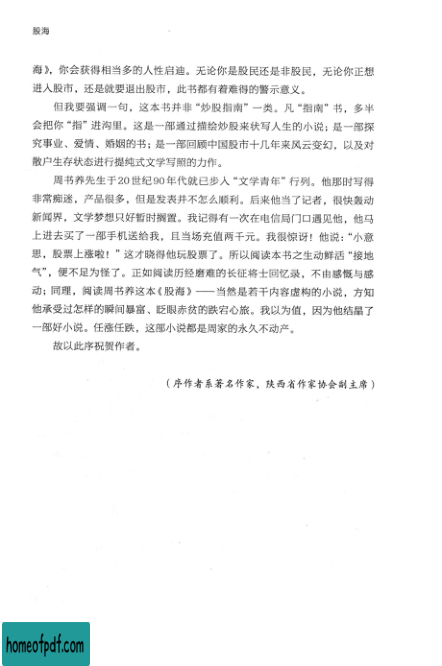 股海
海》，你会获得相当多的人性启迪。无论你是股民还是非股民，无论你正想
进入股市，还是就要退出股市，此书都有着难得的警示意义。
但我要强调一句，这本书并非“炒股指南”一类。凡“指南”书，多半
会把你“指”进沟里。这是一部通过描绘炒股来状写人生的小说；是一部探
究事业、爱情、婚姻的书；是一部回顾中国股市十几年来风云变幻，以及对
散户生存状态进行提纯式文学写照的力作。
周书养先生于20世纪90年代就已步入“文学青年”行列。他那时写得
非常痴迷，产品很多，但是发表并不怎么顺利。后来他当了记者，很快轰动
新闻界，文学梦想只好暂时搁置。我记得有一次在电信局门口遇见他，他马
上进去买了一部手机送给我，且当场充值两千元。我很惊讶！他说：“小意
思，股票上涨啦！”这才晓得他玩股票了。所以阅读本书之生动鲜活“接地
气”，便不足为怪了。正如阅读历经磨难的长征将士回忆录，不由感慨与感
动；同理，阅读周书养这本《股海》——当然是若干内容虚构的小说，方知
他承受过怎样的瞬间暴富、眨眼赤贫的跌宕心旅。我以为值，因为他结晶了
一部好小说。任涨任跌，这部小说都是周家的永久不动产。
故以此序祝贺作者。
（序作者系著名作家，陕西省作家协会副主席）
homeofpdf.com